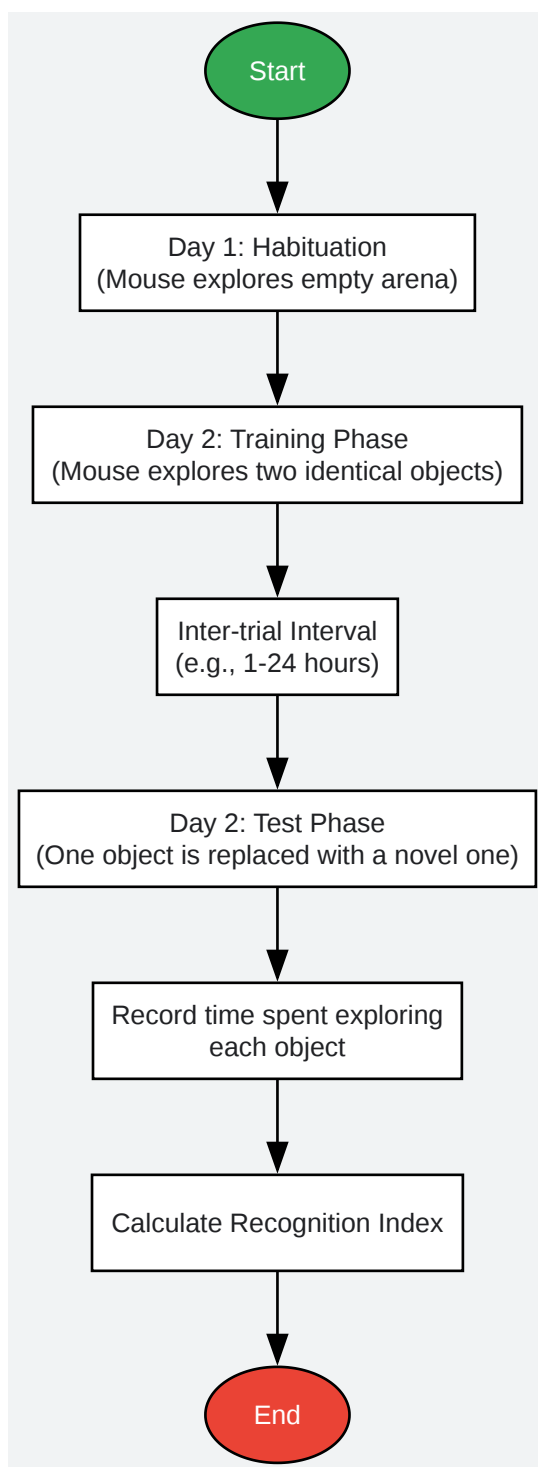 Start
Day 1: Habituation
(Mouse explores empty arena)
Day 2: Training Phase
(Mouse explores two identical objects)
Inter-trial Interval
(e.g., 1-24 hours)
Day 2: Test Phase
(One object is replaced with a novel one)
Record time spent exploring
each object
Calculate Recognition Index
End